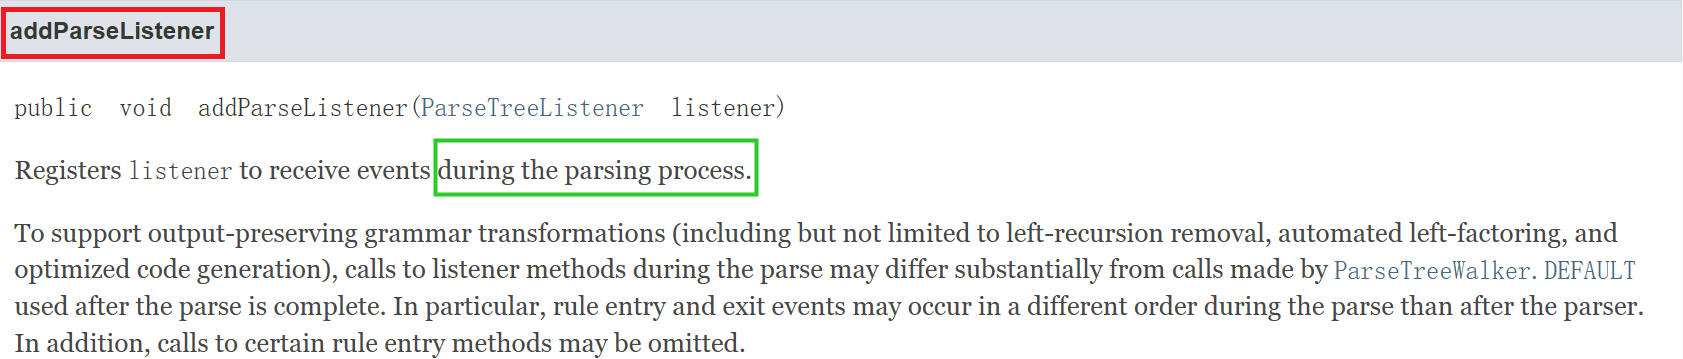 addParseListener
public void addParseListener(ParseTreeListener listener)
Registers listener to receive events during the parsing process.
To support output-preserving grammar transformations (including but not limited to left-recursion removal, automated left-factoring, and
optimized code generation), calls to listener methods during the parse may differ substantially from calls made by ParseTreeWalker.DEFAULT
used after the parse is complete. In particular, rule entry and exit events may occur in a different order during the parse than after the parser.
In addition, calls to certain rule entry methods may be omitted.